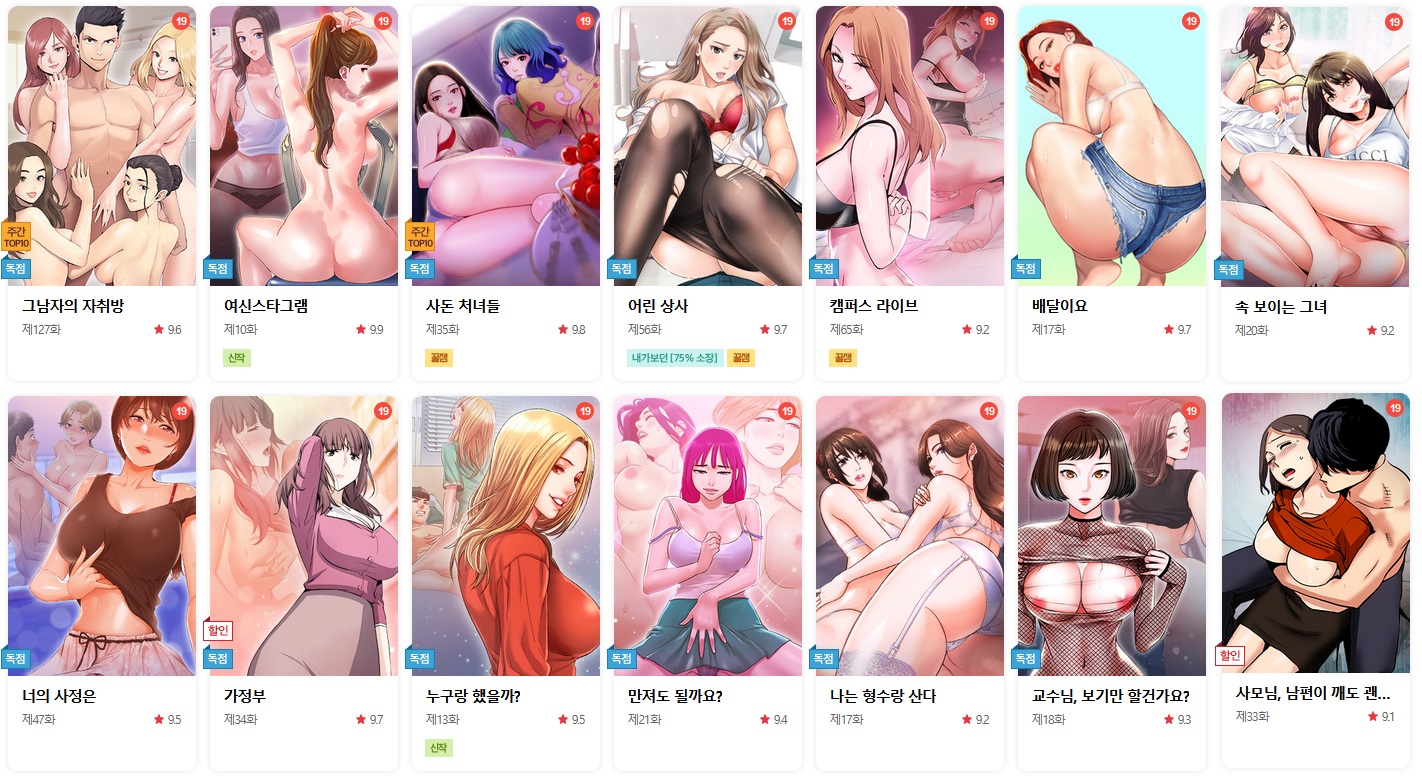 19
19
19
19
19
19
19
주간
TOP10
독점
독점
주간
TOP10
독점
독점
독점
독점
독점
그남자의 자취방
제127화 ★ 9.6
여신스타그램
제10화 ★ 9.9
신작
사돈 처녀들
제35화 ★ 9.8
꿀잼
어린 상사
제56화 ★ 9.7
내가보던 [75% 소장] 꿀잼
캠퍼스 라이브
제65화 ★ 9.2
꿀잼
배달이요
제17화 ★ 9.7
속 보이는 그녀
제20화 ★ 9.2
19
19
19
19
19
19
19
독점
할인
독점
독점
독점
독점
독점
할인
너의 사정은
제47화 ★ 9.5
가정부
제34화 ★ 9.7
누구랑 했을까?
제13화 ★ 9.5
신작
만져도 될까요?
제21화 ★ 9.4
나는 형수랑 산다
제17화 ★ 9.2
교수님, 보기만 할건가요?
제18화 ★ 9.3
사모님, 남편이 깨도 괜...
제33화 ★ 9.1